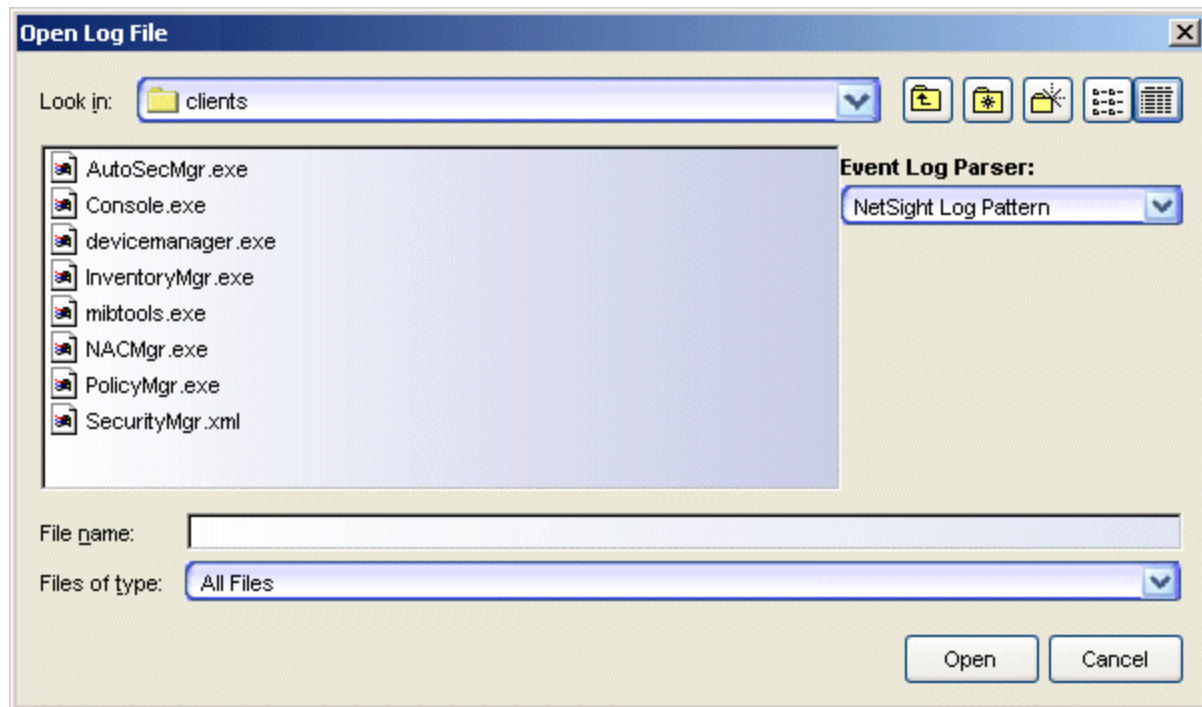 Open Log File
Look in: clients
AutoSecMgr.exe
Console.exe
devicemanager.exe
InventoryMgr.exe
mibtools.exe
NACMgr.exe
PolicyMgr.exe
SecurityMgr.xml
Event Log Parser:
NetSight Log Pattern
File name:
Files of type: All Files
Open Cancel